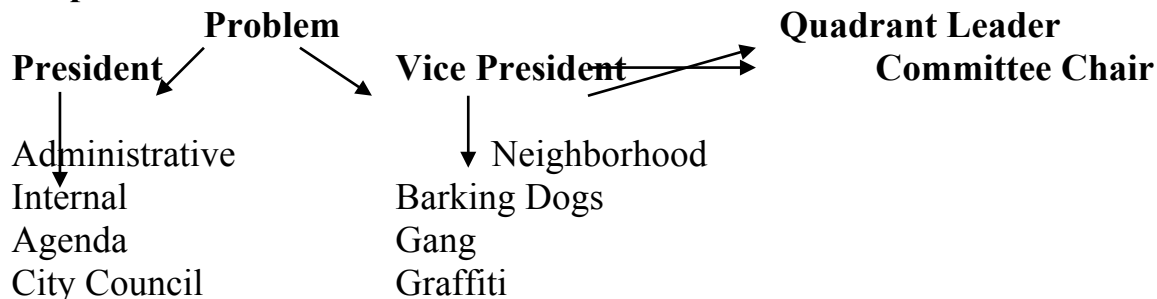 Problem Quadrant Leader
President Vice President Committee Chair
Administrative Neighborhood
Internal Barking Dogs
Agenda Gang
City Council Graffiti